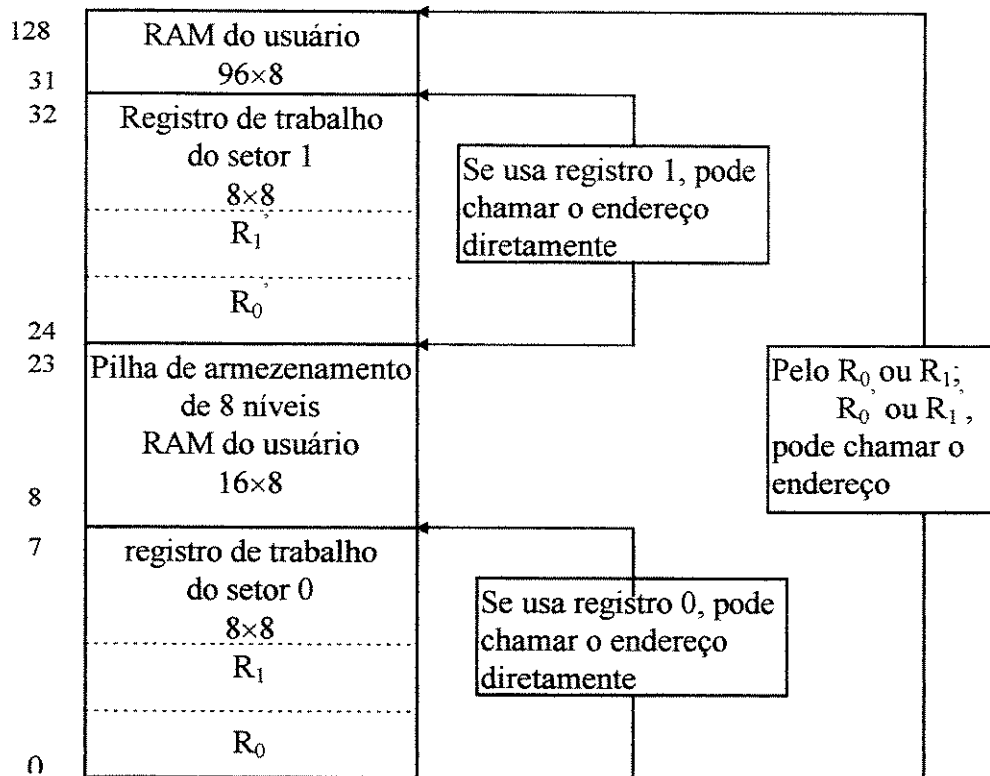 128
RAM do usuário
96×8
31
32
Registro de trabalho
do setor 1
8×8
R1'
R0'
24
Se usa registro 1, pode
chamar o endereço
diretamente
23
Pilha de armezenamento
de 8 níveis
RAM do usuário
16×8
8
Pelo R0 ou R1;
R0' ou R1',
pode chamar o
endereço
7
registro de trabalho
do setor 0
8×8
R1
R0
0
Se usa registro 0, pode
chamar o endereço
diretamente